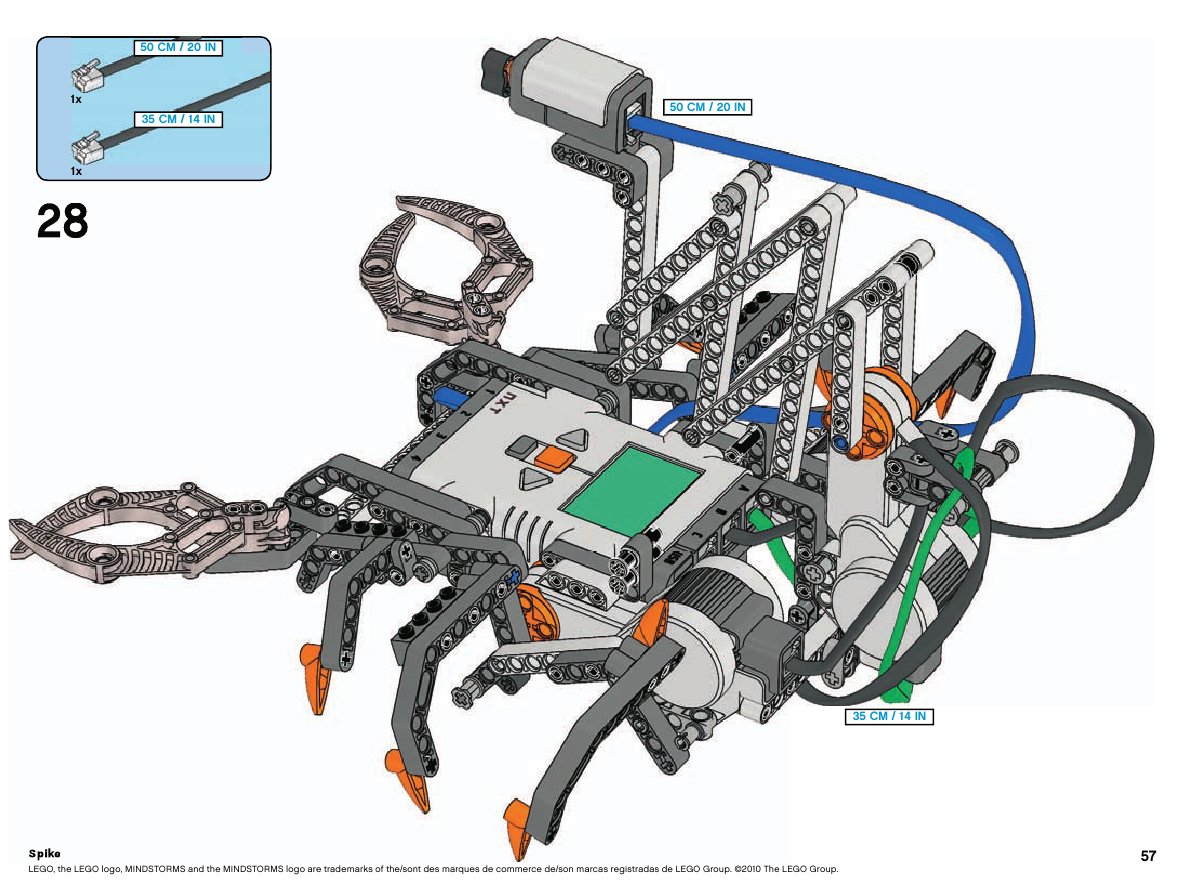 50 CM / 20 IN
1x
35 CM / 14 IN
1x
28
50 CM / 20 IN
NXT
35 CM / 14 IN
Spike
57
LEGO, the LEGO logo, MINDSTORMS and the MINDSTORMS logo are trademarks of the/sont des marques de commerce de/son marcas registradas de LEGO Group. ©2010 The LEGO Group.